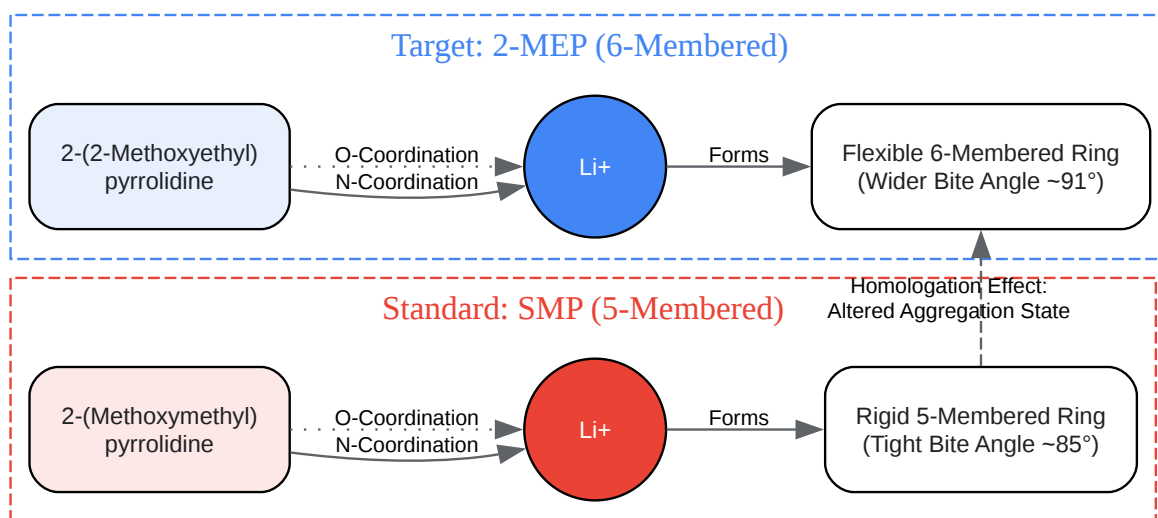 Target: 2-MEP (6-Membered)
2-(2-Methoxyethyl)
pyrrolidine
O-Coordination
N-Coordination
Li+
Forms
Flexible 6-Membered Ring
(Wider Bite Angle ~91°)
Homologation Effect:
Altered Aggregation State
Standard: SMP (5-Membered)
2-(Methoxymethyl)
pyrrolidine
O-Coordination
N-Coordination
Li+
Forms
Rigid 5-Membered Ring
(Tight Bite Angle ~85°)